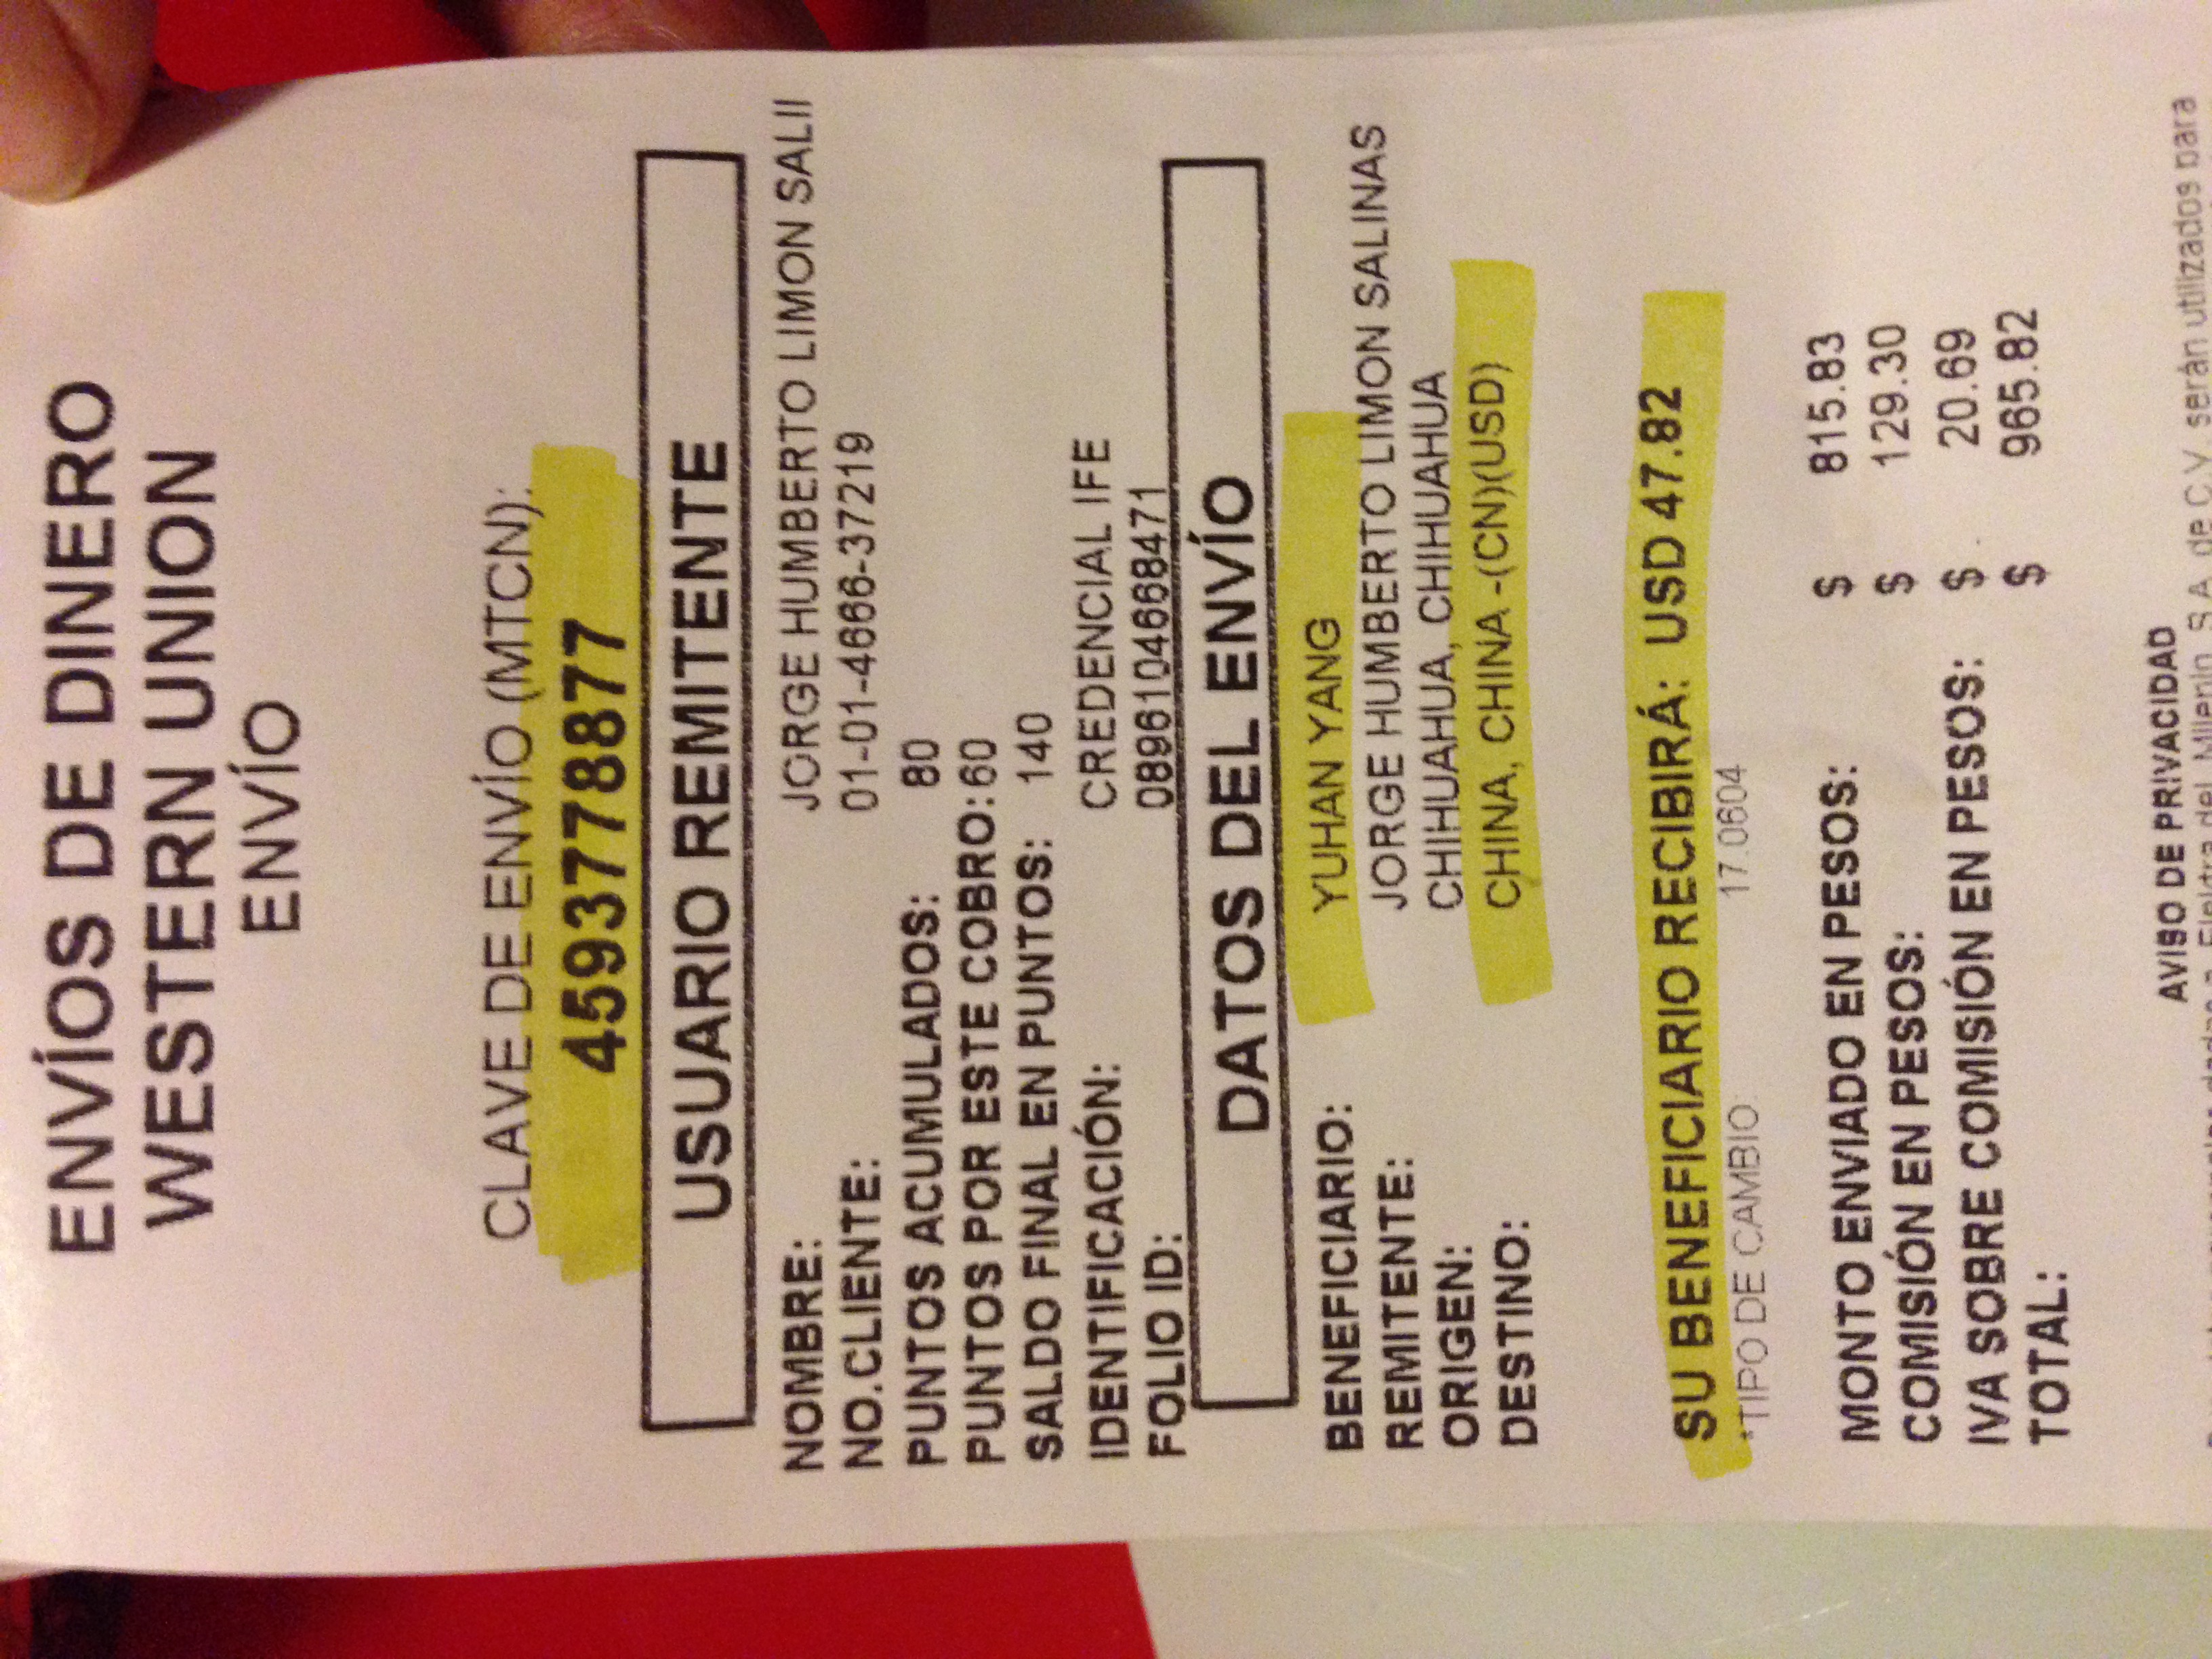 ENVÍOS DE DINERO
WESTERN UNION
ENVÍO
CLAVE DE ENVÍO (MTCN):
4593778877
USUARIO REMITENTE
NOMBRE: JORGE HUMBERTO LIMON SALII
NO.CLIENTE: 01-01-4666-37219
PUNTOS ACUMULADOS: 80
PUNTOS POR ESTE COBRO: 60
SALDO FINAL EN PUNTOS: 140
IDENTIFICACIÓN: CREDENCIAL IFE
FOLIO ID: 0896104668471
DATOS DEL ENVÍO
BENEFICIARIO: YUHAN YANG
REMITENTE: JORGE HUMBERTO LIMON SALINAS
ORIGEN: CHIHUAHUA, CHIHUAHUA
DESTINO: CHINA, CHINA -(CN)(USD)
SU BENEFICIARIO RECIBIRÁ: USD 47.82
*TIPO DE CAMBIO: 17.0604
MONTO ENVIADO EN PESOS: $ 815.83
COMISIÓN EN PESOS: $ 129.30
IVA SOBRE COMISIÓN EN PESOS: $ 20.69
TOTAL: $ 965.82
AVISO DE PRIVACIDAD
Elektra del Milenio S.A. de C.V. serán utilizados para